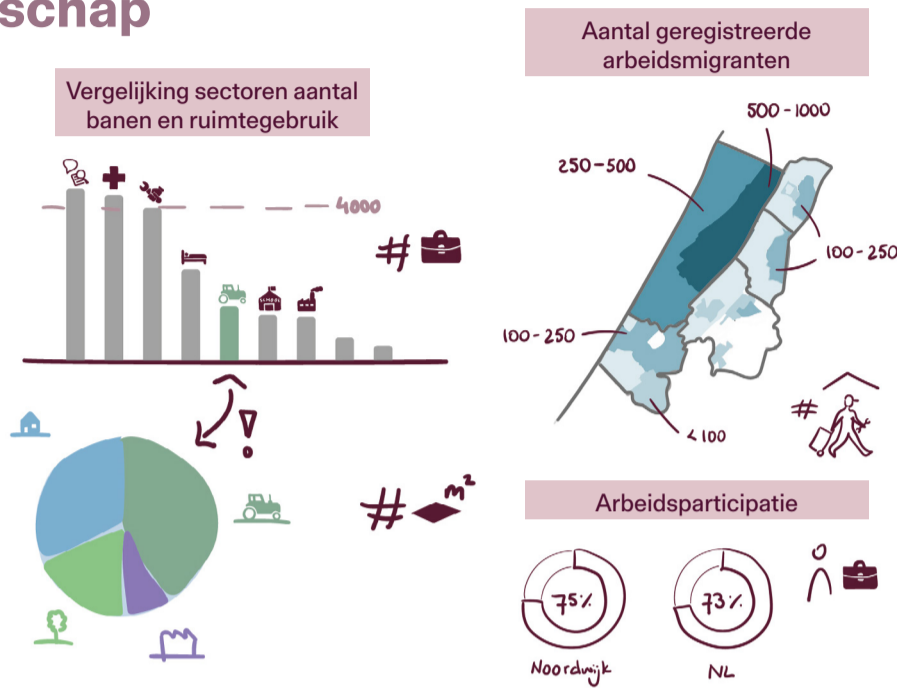 schap
Vergelijking sectoren aantal
banen en ruimtegebruik
4000
SCHOOL
#
!
# m²
Aantal geregistreerde
arbeidsmigranten
500-1000
250-500
100-250
100-250
<100
#
Arbeidsparticipatie
75%
73%
Noordwijk
NL